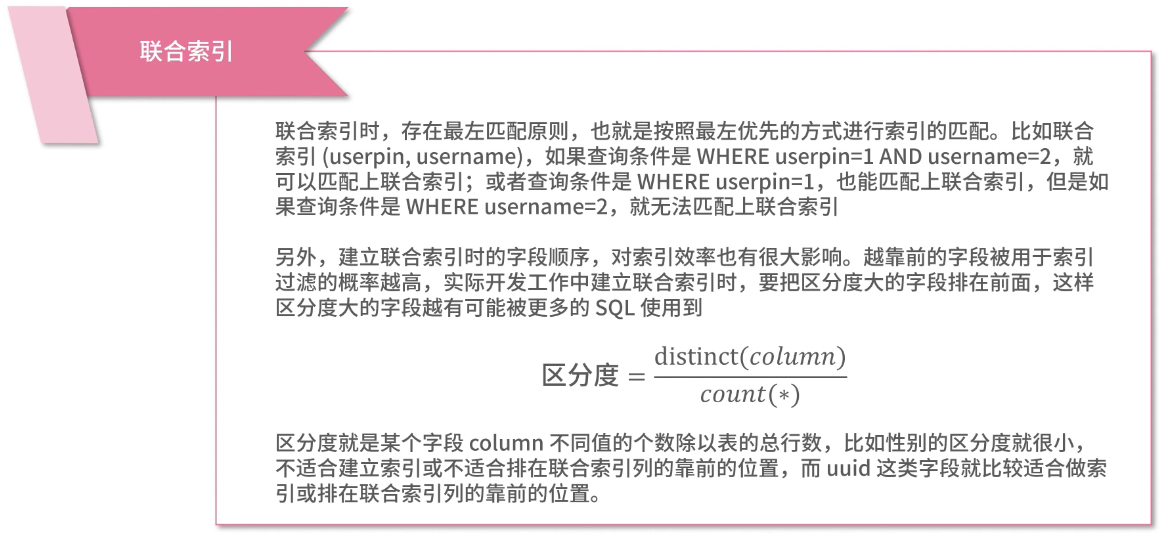 联合索引
联合索引时，存在最左匹配原则，也就是按照最左优先的方式进行索引的匹配。比如联合
索引 (userpin, username)，如果查询条件是 WHERE userpin=1 AND username=2，就
可以匹配上联合索引；或者查询条件是 WHERE userpin=1，也能匹配上联合索引，但是如
果查询条件是 WHERE username=2，就无法匹配上联合索引
另外，建立联合索引时的字段顺序，对索引效率也有很大影响。越靠前的字段被用于索引
过滤的概率越高，实际开发工作中建立联合索引时，要把区分度大的字段排在前面，这样
区分度大的字段越有可能被更多的 SQL 使用到
区分度 = distinct(column) / count(*)
区分度就是某个字段 column 不同值的个数除以表的总行数，比如性别的区分度就很小，
不适合建立索引或不适合排在联合索引列的靠前的位置，而 uuid 这类字段就比较适合做索
引或排在联合索引列的靠前的位置。